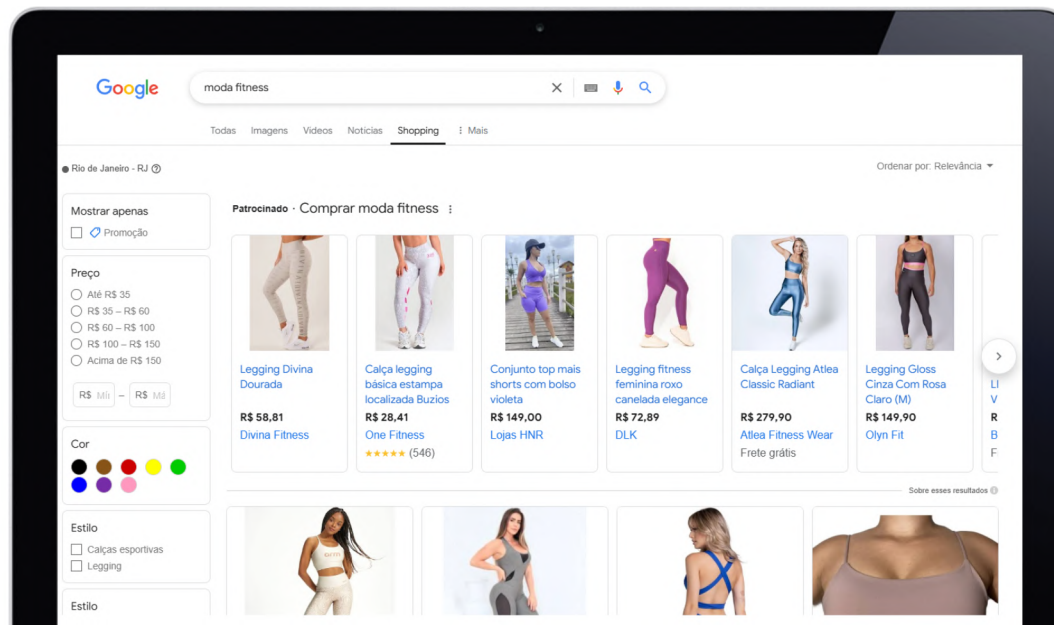 Google
moda fitness
Todas Imagens Videos Noticias Shopping Mais
Rio de Janeiro - RJ
Ordenar por: Relevância
Mostrar apenas
Promoção
Preço
Até R$ 35
R$ 35 – R$ 60
R$ 60 – R$ 100
R$ 100 – R$ 150
Acima de R$ 150
R$ Mí – R$ Má
Cor
Estilo
Calças esportivas
Legging
Estilo
Patrocinado · Comprar moda fitness
Legging Divina
Dourada
R$ 58,81
Divina Fitness
Calça legging
básica estampa
localizada Buzios
R$ 28,41
One Fitness
★★★★★ (546)
Conjunto top mais
shorts com bolso
violeta
R$ 149,00
Lojas HNR
Legging fitness
feminina roxo
canelada elegance
R$ 72,89
DLK
Calça Legging Atlea
Classic Radiant
R$ 279,90
Atlea Fitness Wear
Frete grátis
Legging Gloss
Cinza Com Rosa
Claro (M)
R$ 149,90
Olyn Fit
Sobre esses resultados